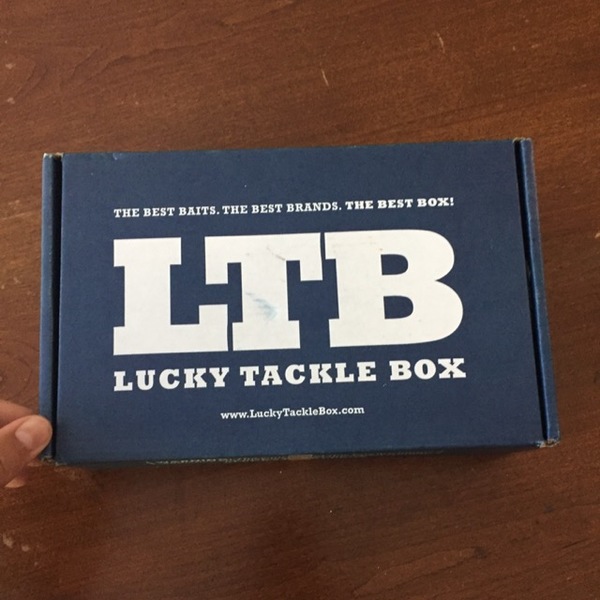 THE BEST BAITS. THE BEST BRANDS. THE BEST BOX!
LTB
LUCKY TACKLE BOX
www.LuckyTackleBox.com